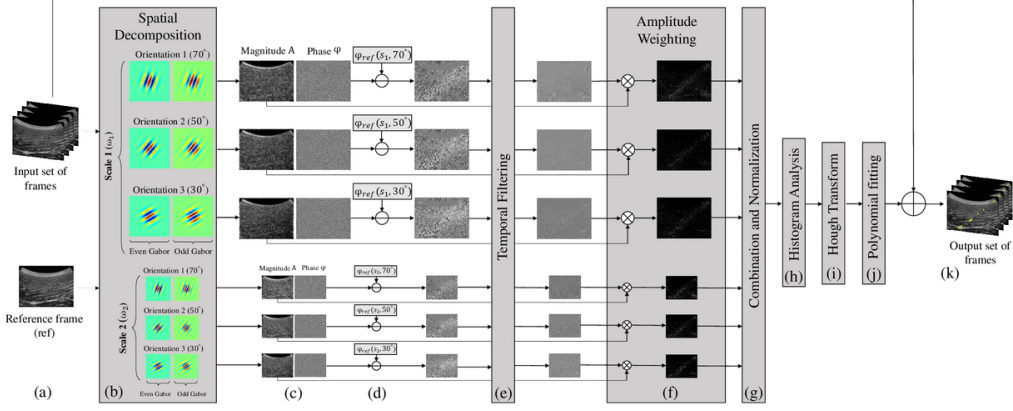 Spatial
Decomposition
Amplitude
Weighting
Orientation 1 (70°)
Magnitude A
Phase φ
φref(s1, 70°)
Orientation 2 (50°)
φref(s1, 50°)
Scale 1 (ω1)
Input set of
frames
Orientation 3 (30°)
φref(s1, 30°)
Even Gabor
Odd Gabor
Temporal Filtering
Combination and Normalization
Histogram Analysis
Hough Transform
Polynomial fitting
Output set of
frames
Orientation 1 (70°)
Magnitude A
Phase φ
φref(s2, 70°)
Reference frame
(ref)
Scale 2 (ω2)
Orientation 2 (50°)
φref(s2, 50°)
Orientation 3 (30°)
φref(s2, 30°)
Even Gabor
Odd Gabor
(h)
(i)
(j)
(k)
(a)
(b)
(c)
(d)
(e)
(f)
(g)